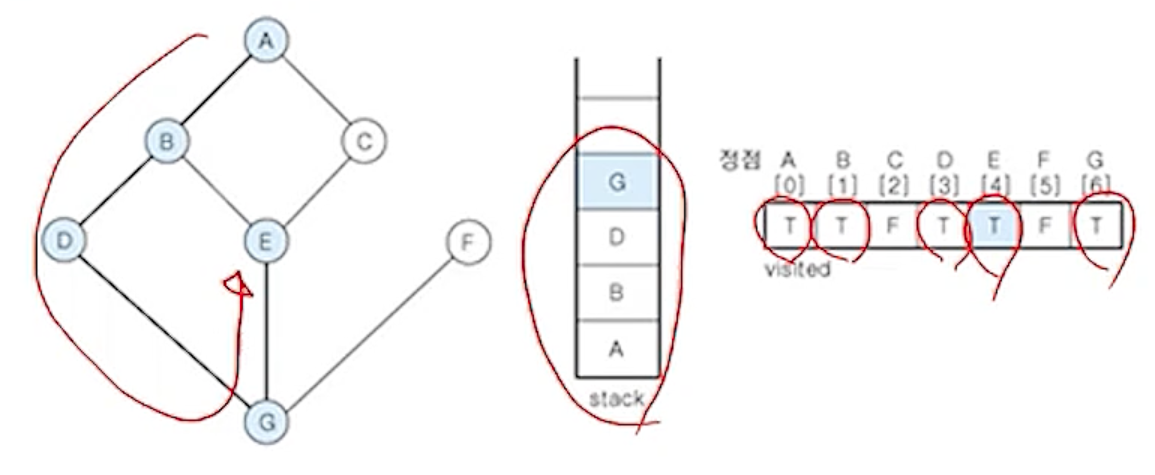 A
B
C
D
E
F
G
G
D
B
A
stack
정점 A B C D E F G
[0] [1] [2] [3] [4] [5] [6]
T T F T T F T
visited